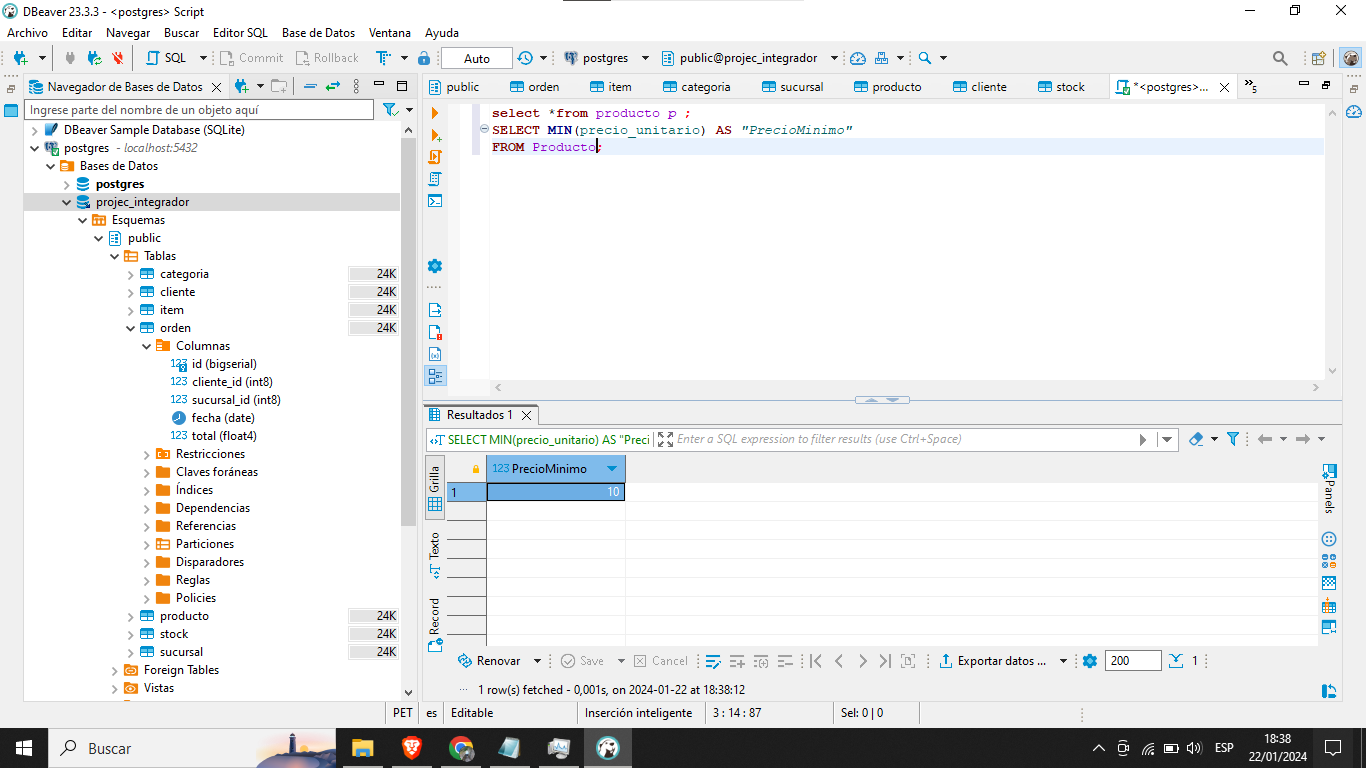 DBeaver 23.3.3 - <postgres> Script
Archivo Editar Navegar Buscar Editor SQL Base de Datos Ventana Ayuda
SQL Commit Rollback Auto postgres public@projec_integrador
Navegador de Bases de Datos
public orden item categoria sucursal producto cliente stock *<postgres>... »5
Ingrese parte del nombre de un objeto aquí
DBeaver Sample Database (SQLite)
postgres - localhost:5432
Bases de Datos
postgres
projec_integrador
Esquemas
public
Tablas
categoria 24K
cliente 24K
item 24K
orden 24K
Columnas
id (bigserial)
cliente_id (int8)
sucursal_id (int8)
fecha (date)
total (float4)
Restricciones
Claves foráneas
Índices
Dependencias
Referencias
Particiones
Disparadores
Reglas
Policies
producto 24K
stock 24K
sucursal 24K
Foreign Tables
Vistas
select *from producto p ;
SELECT MIN(precio_unitario) AS "PrecioMinimo"
FROM Producto;
Resultados 1
SELECT MIN(precio_unitario) AS "Preci
Enter a SQL expression to filter results (use Ctrl+Space)
Grilla
Texto
Record
123 PrecioMinimo
1 10
Panels
Renovar Save Cancel Exportar datos ... 200 1
1 row(s) fetched - 0,001s, on 2024-01-22 at 18:38:12
PET es Editable Inserción inteligente 3 : 14 : 87 Sel: 0 | 0
Buscar
ESP
18:38
22/01/2024